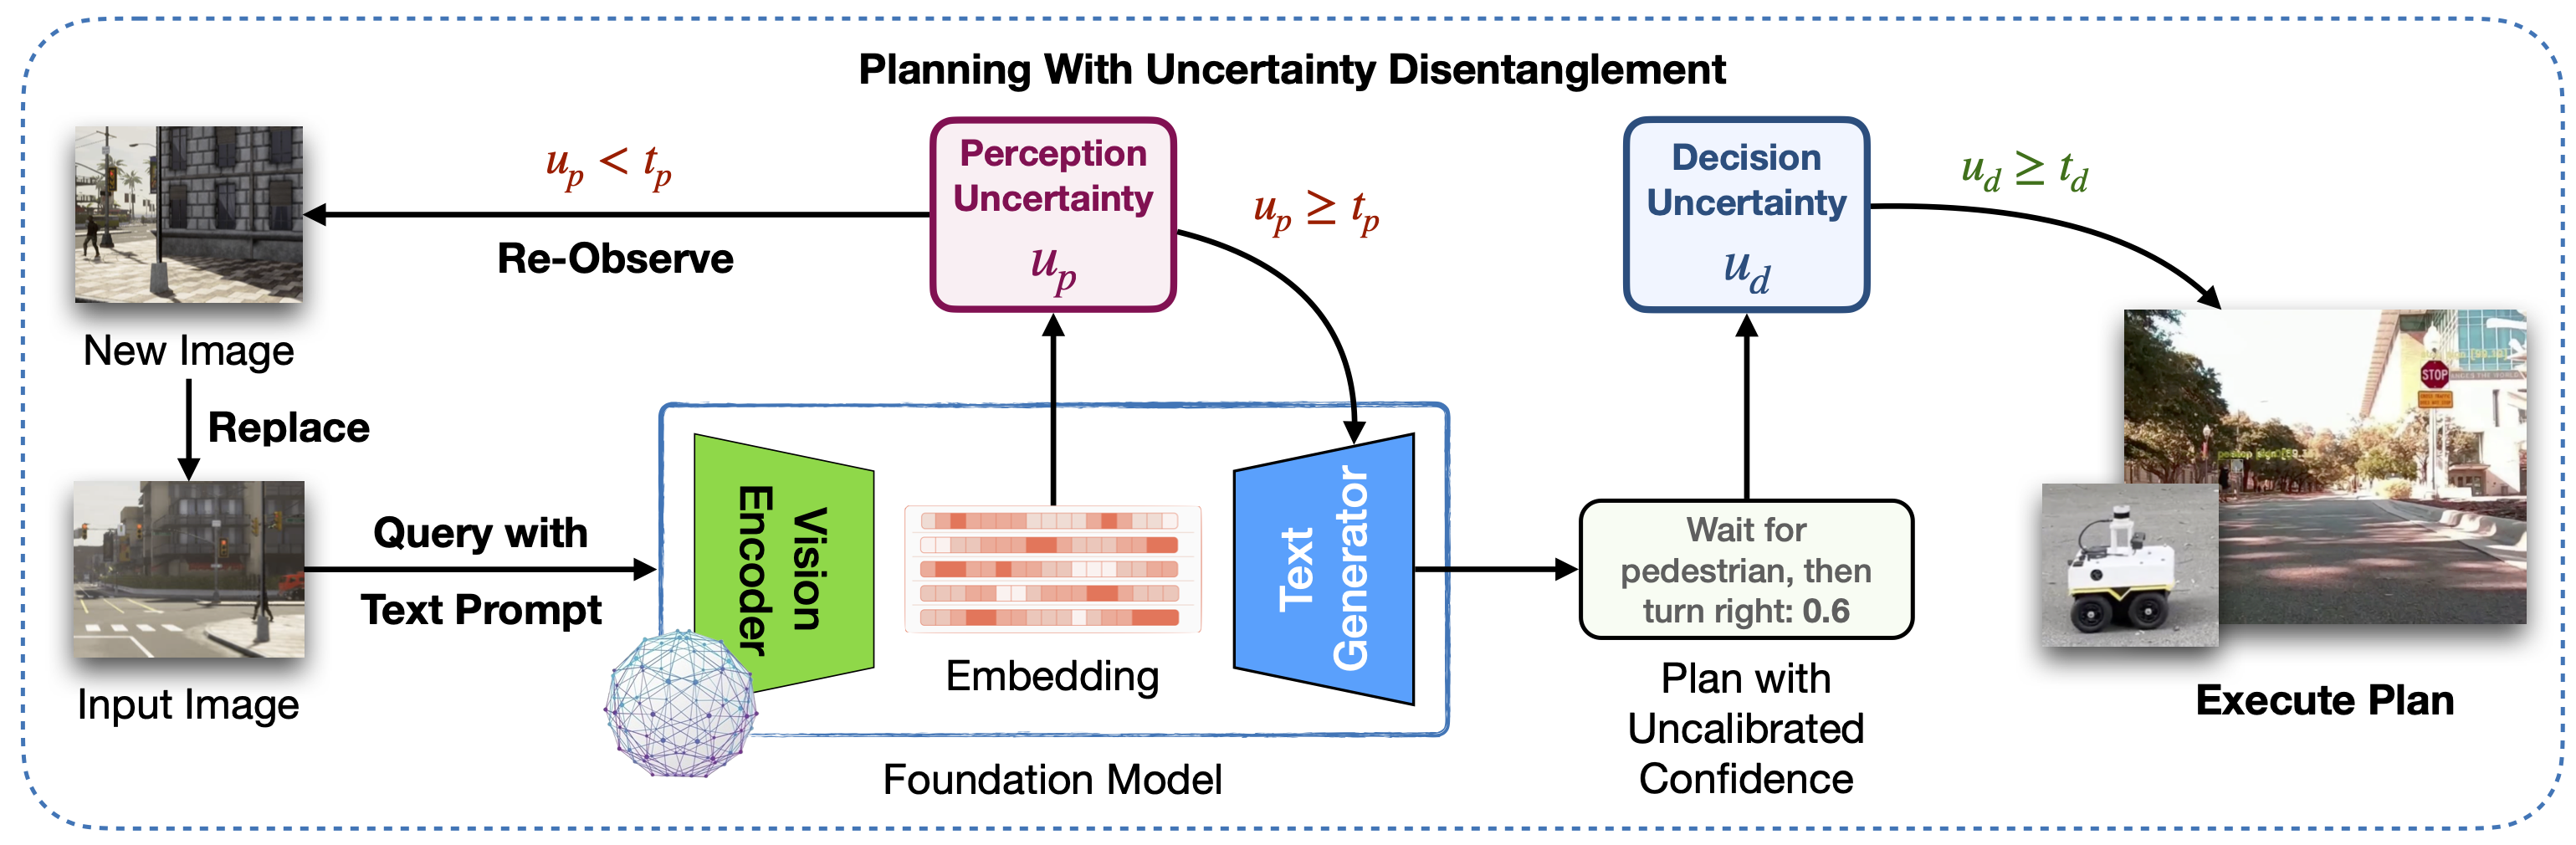 Planning With Uncertainty Disentanglement
u_p < t_p
Re-Observe
New Image
Replace
Input Image
Query with
Text Prompt
Perception
Uncertainty
u_p
u_p ≥ t_p
Vision
Encoder
Embedding
Text
Generator
Foundation Model
Decision
Uncertainty
u_d
u_d ≥ t_d
Wait for
pedestrian, then
turn right: 0.6
Plan with
Uncalibrated
Confidence
STOP
Execute Plan